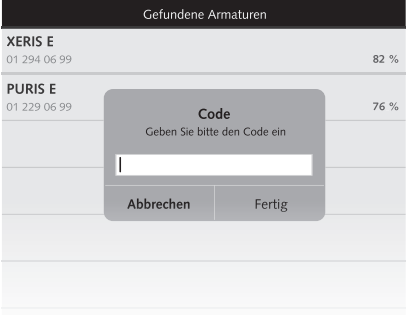 Gefundene Armaturen
XERIS E
01 294 06 99
82 %
PURIS E
01 229 06 99
76 %
Code
Geben Sie bitte den Code ein
Abbrechen
Fertig